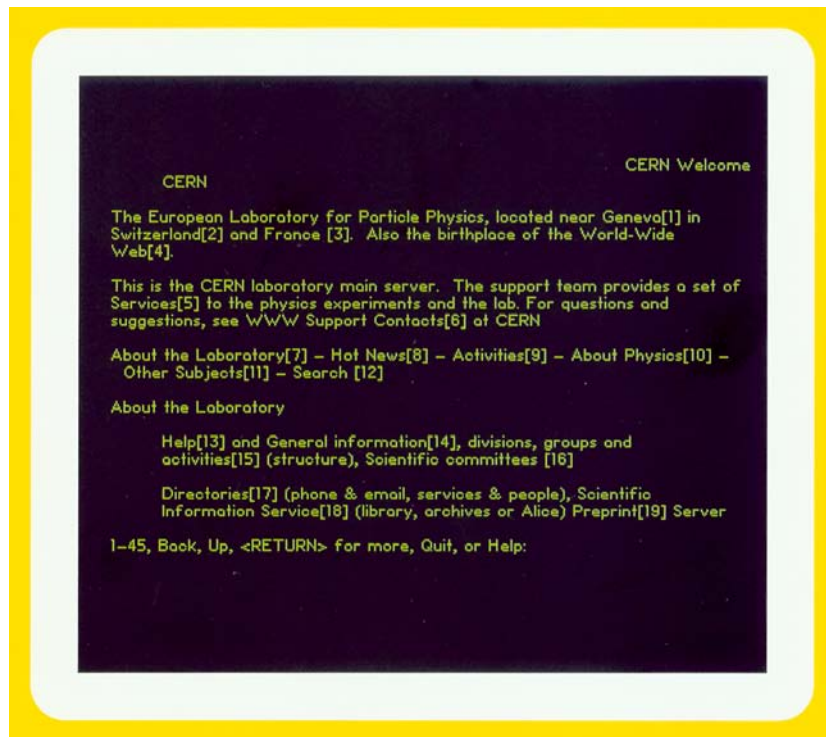 CERN Welcome
CERN
The European Laboratory for Particle Physics, located near Geneva[1] in
Switzerland[2] and France [3].  Also the birthplace of the World-Wide
Web[4].
This is the CERN laboratory main server.  The support team provides a set of
Services[5] to the physics experiments and the lab. For questions and
suggestions, see WWW Support Contacts[6] at CERN
About the Laboratory[7] – Hot News[8] – Activities[9] – About Physics[10] –
Other Subjects[11] – Search [12]
About the Laboratory
Help[13] and General information[14], divisions, groups and
activities[15] (structure), Scientific committees [16]
Directories[17] (phone & email, services & people), Scientific
Information Service[18] (library, archives or Alice) Preprint[19] Server
1–45, Back, Up, <RETURN> for more, Quit, or Help: